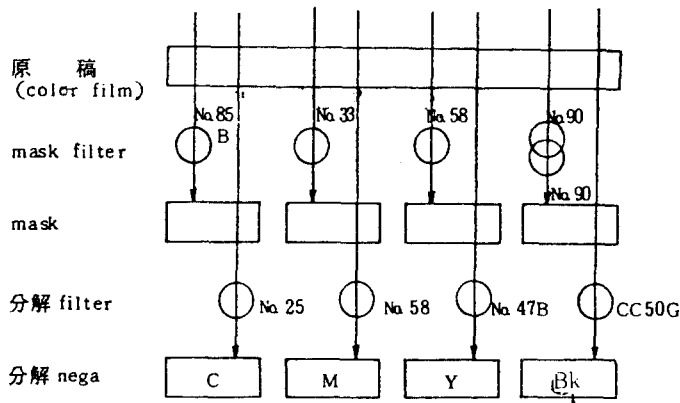 原 稿
(color film)
No.85 B
No.33
No.58
No.90
mask filter
No.90
mask
分解 filter
No.25
No.58
No.47B
CC50G
分解 nega
C
M
Y
Bk